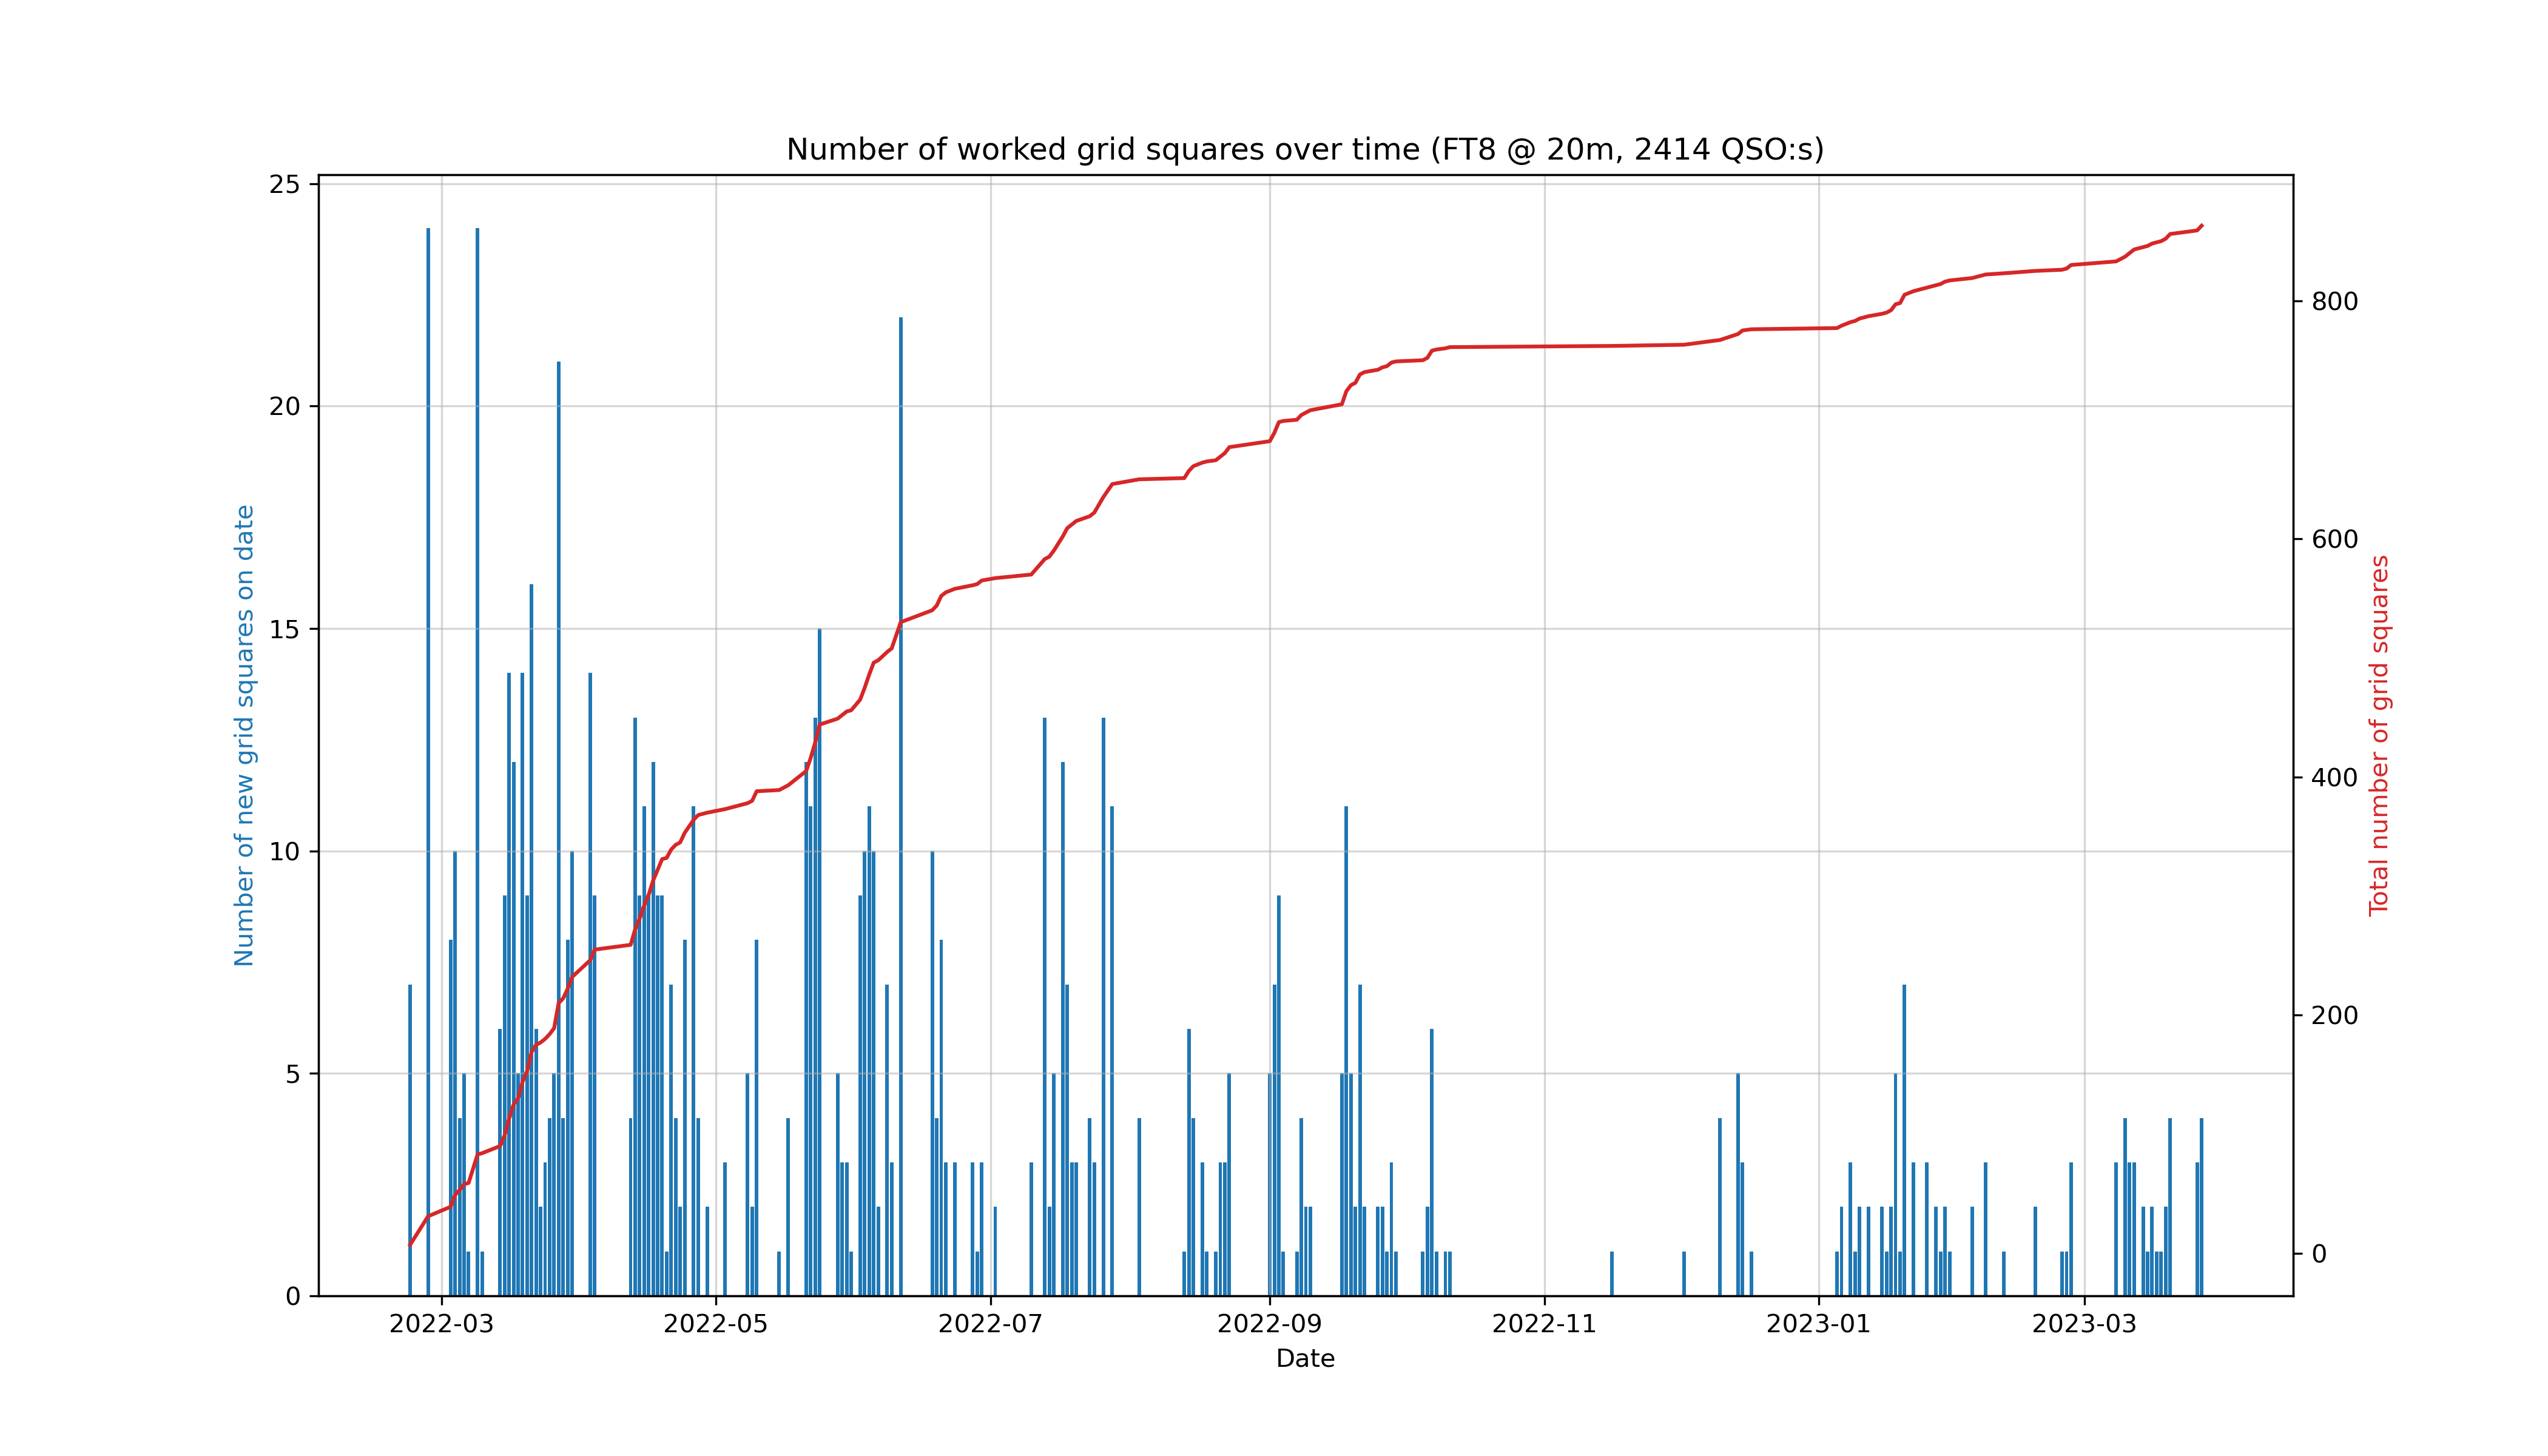 Number of worked grid squares over time (FT8 @ 20m, 2414 QSO:s)
Number of new grid squares on date
25
20
15
10
5
0
800
600
400
200
0
Total number of grid squares
2022-03 2022-05 2022-07 2022-09 2022-11 2023-01 2023-03
Date